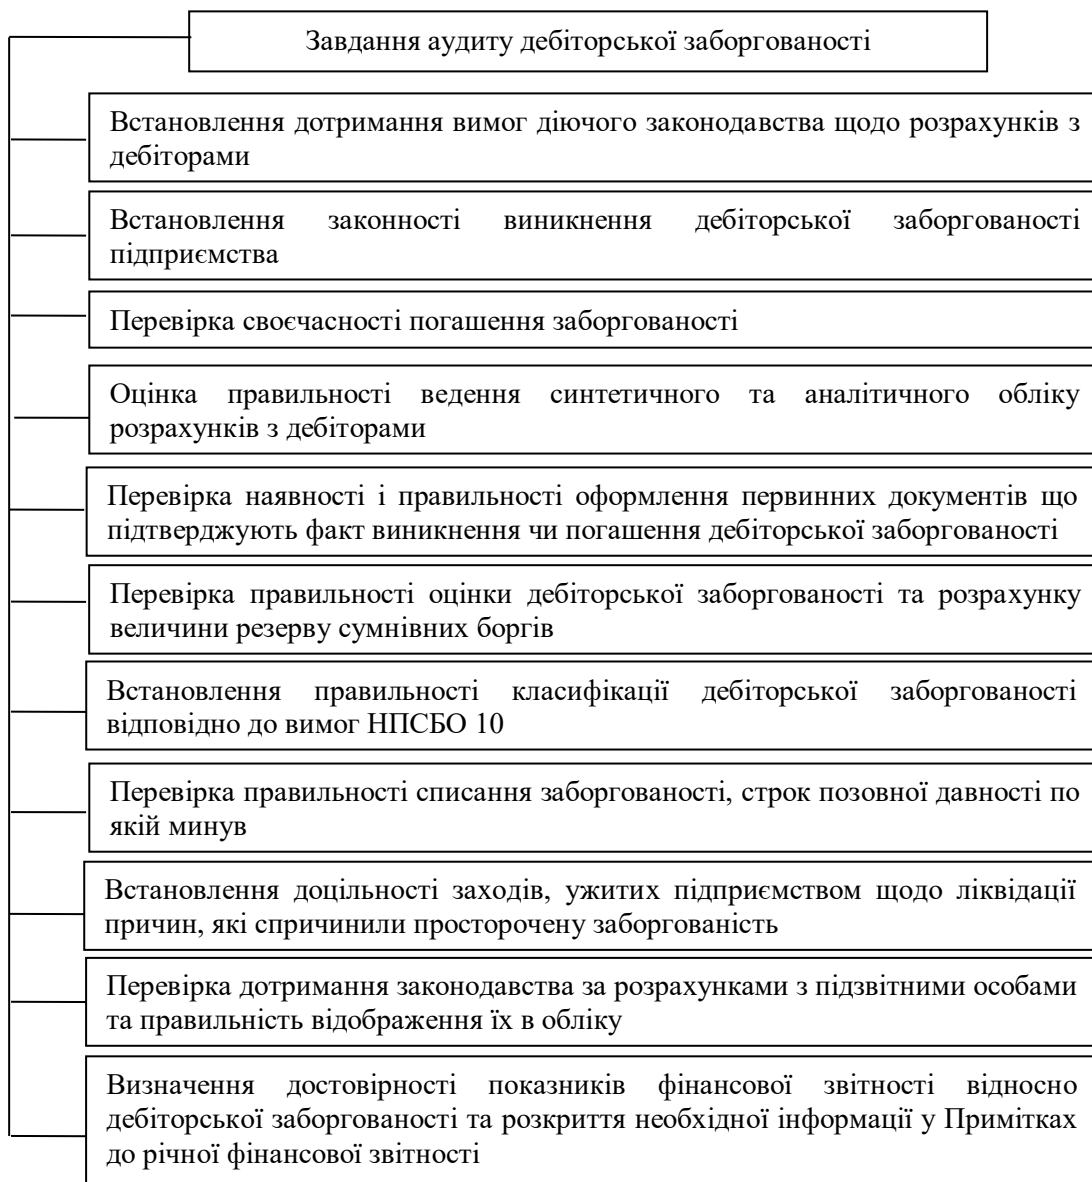 Завдання аудиту дебіторської заборгованості
Встановлення дотримання вимог діючого законодавства щодо розрахунків з
дебіторами
Встановлення законності виникнення дебіторської заборгованості
підприємства
Перевірка своєчасності погашення заборгованості
Оцінка правильності ведення синтетичного та аналітичного обліку
розрахунків з дебіторами
Перевірка наявності і правильності оформлення первинних документів що
підтверджують факт виникнення чи погашення дебіторської заборгованості
Перевірка правильності оцінки дебіторської заборгованості та розрахунку
величини резерву сумнівних боргів
Встановлення правильності класифікації дебіторської заборгованості
відповідно до вимог НПСБО 10
Перевірка правильності списання заборгованості, строк позовної давності по
якій минув
Встановлення доцільності заходів, ужитих підприємством щодо ліквідації
причин, які спричинили просторочену заборгованість
Перевірка дотримання законодавства за розрахунками з підзвітними особами
та правильність відображення їх в обліку
Визначення достовірності показників фінансової звітності відносно
дебіторської заборгованості та розкриття необхідної інформації у Примітках
до річної фінансової звітності